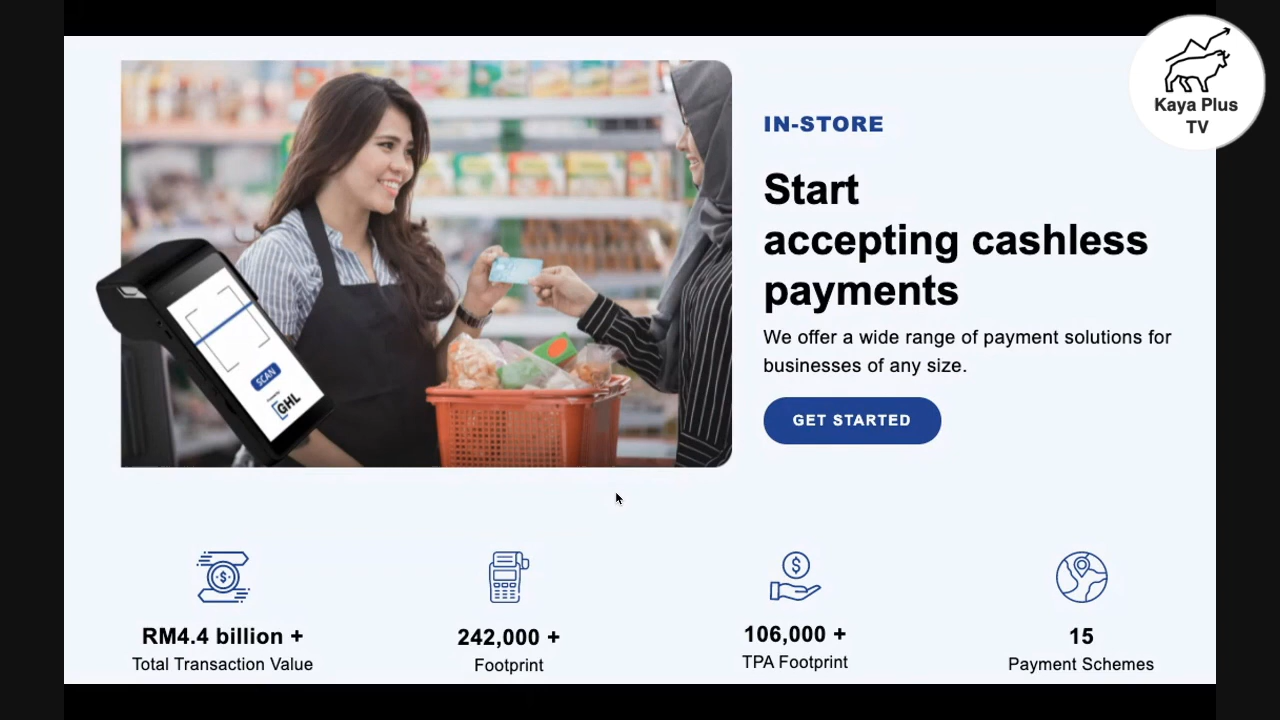 Kaya Plus
TV
IN-STORE
Start
accepting cashless
payments
We offer a wide range of payment solutions for
businesses of any size.
GET STARTED
SCAN
GHL
RM4.4 billion +
Total Transaction Value
242,000 +
Footprint
106,000 +
TPA Footprint
15
Payment Schemes